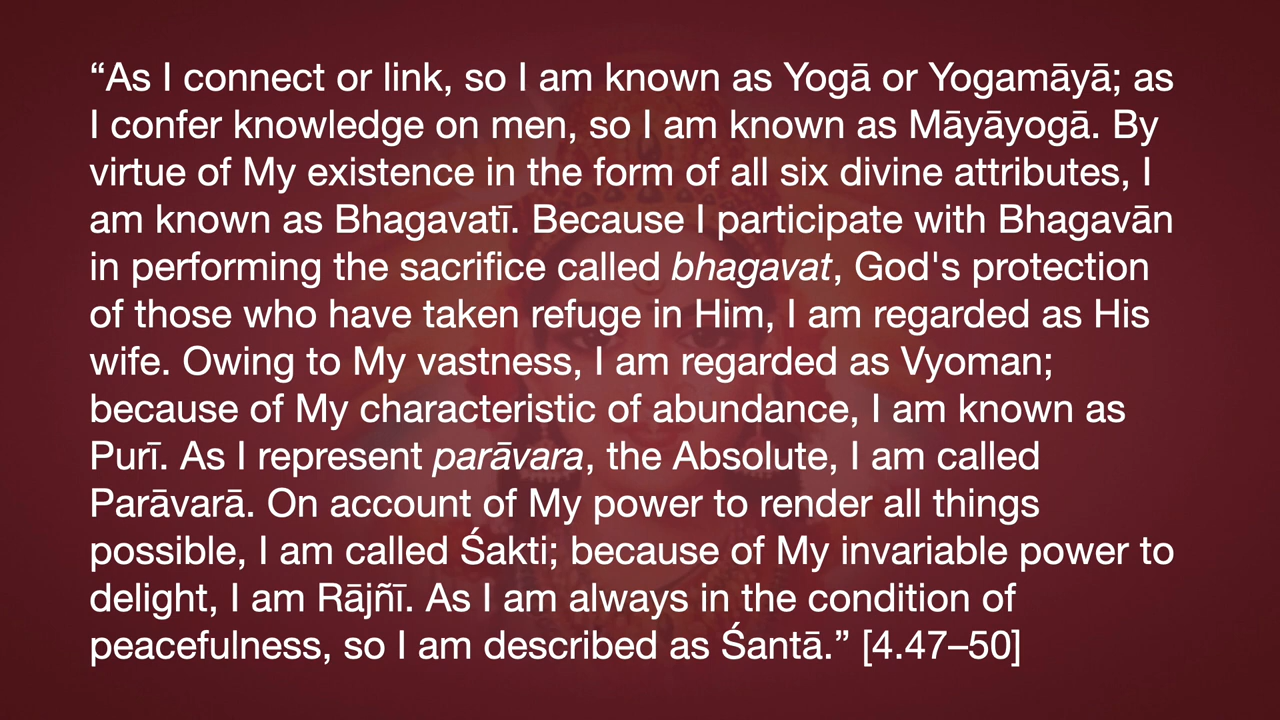 “As I connect or link, so I am known as Yogā or Yogamāyā; as
I confer knowledge on men, so I am known as Māyāyogā. By
virtue of My existence in the form of all six divine attributes, I
am known as Bhagavatī. Because I participate with Bhagavān
in performing the sacrifice called bhagavat, God's protection
of those who have taken refuge in Him, I am regarded as His
wife. Owing to My vastness, I am regarded as Vyoman;
because of My characteristic of abundance, I am known as
Purī. As I represent parāvara, the Absolute, I am called
Parāvarā. On account of My power to render all things
possible, I am called Śakti; because of My invariable power to
delight, I am Rājñī. As I am always in the condition of
peacefulness, so I am described as Śantā.” [4.47–50]